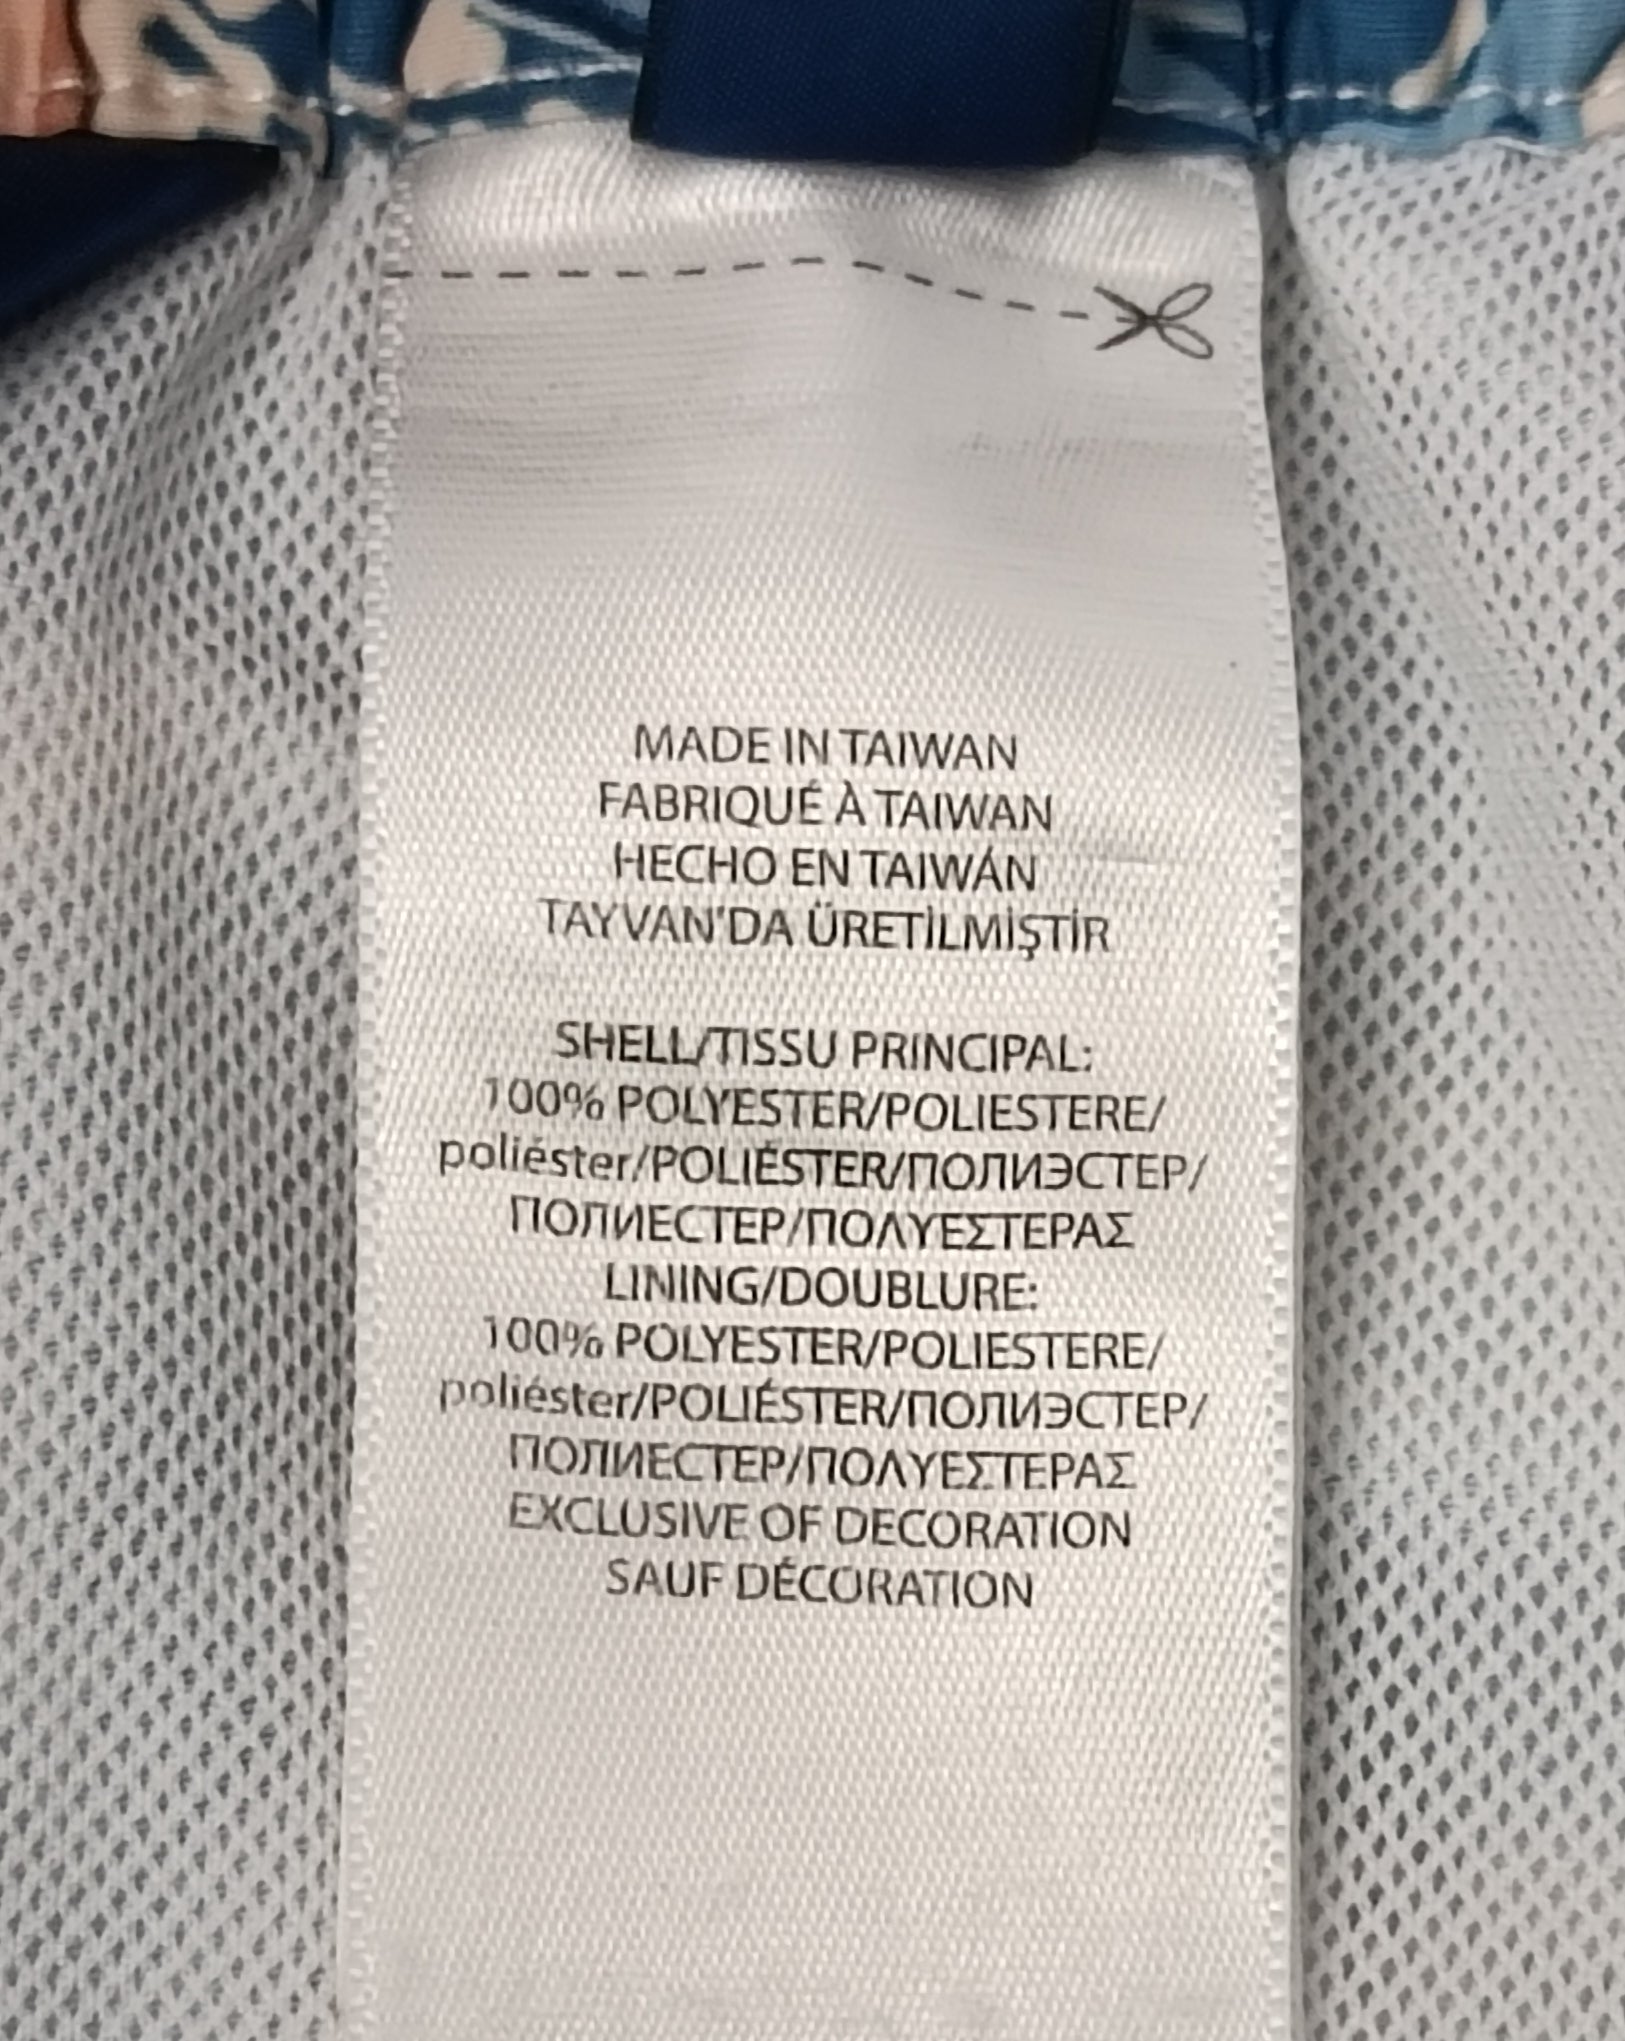 MADE IN TAIWAN
FABRIQUÉ À TAIWAN
HECHO EN TAIWÁN
TAYVAN'DA ÜRETİLMİŞTİR
SHELL/TISSU PRINCIPAL:
100% POLYESTER/POLIESTERE/
poliéster/POLIÉSTER/ПОЛИЭСТЕР/
ПОЛИЕСТЕР/ΠΟΛΥΕΣΤΕΡΑΣ
LINING/DOUBLURE:
100% POLYESTER/POLIESTERE/
poliéster/POLIÉSTER/ПОЛИЭСТЕР/
ПОЛИЕСТЕР/ΠΟΛΥΕΣΤΕΡΑΣ
EXCLUSIVE OF DECORATION
SAUF DÉCORATION